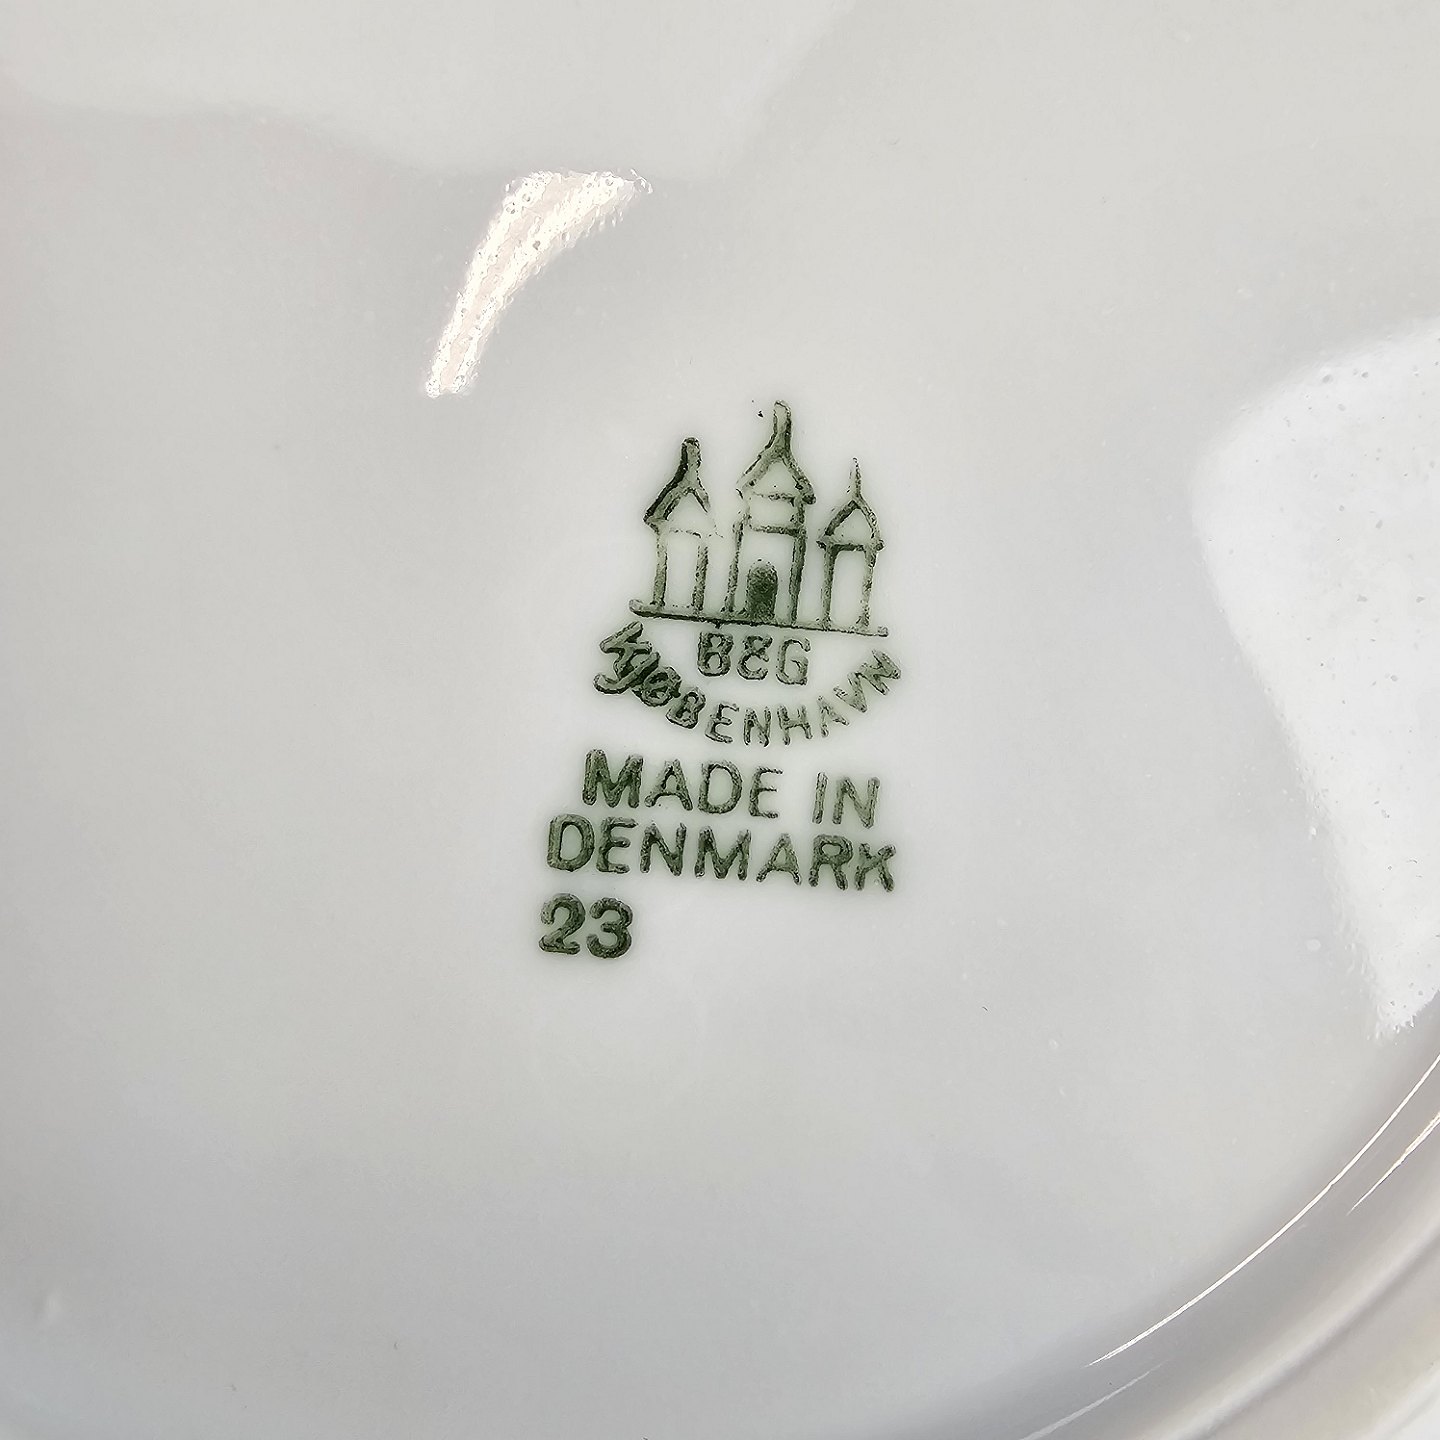 B&G
KJØBENHAVN
MADE IN
DENMARK
23